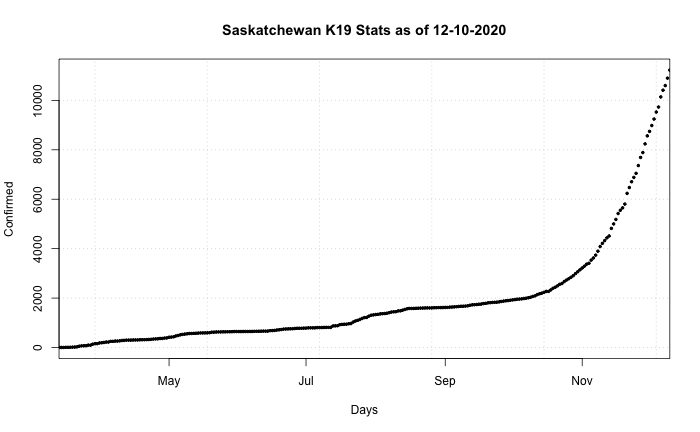 Saskatchewan K19 Stats as of 12-10-2020
Confirmed
10000
8000
6000
4000
2000
0
May Jul Sep Nov
Days